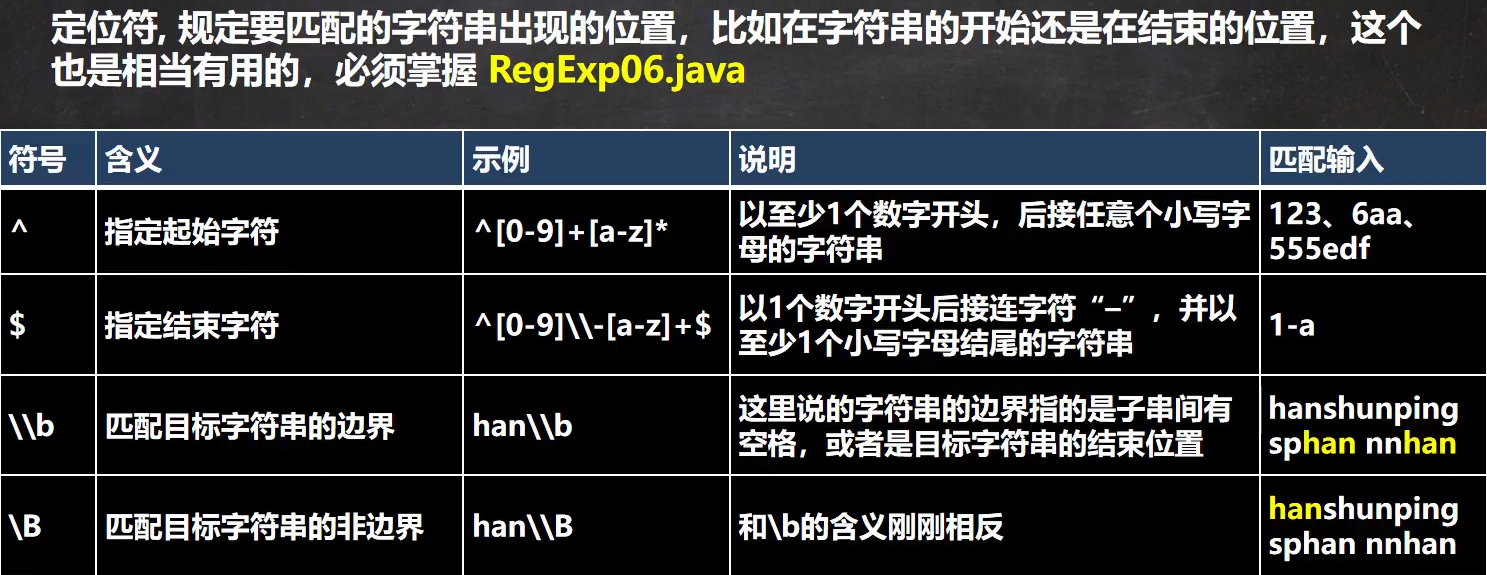 定位符, 规定要匹配的字符串出现的位置，比如在字符串的开始还是在结束的位置，这个
也是相当有用的，必须掌握 RegExp06.java
符号 含义 示例 说明 匹配输入
^ 指定起始字符 ^[0-9]+[a-z]* 以至少1个数字开头，后接任意个小写字
母的字符串
123、6aa、
555edf
$ 指定结束字符 ^[0-9]\\-[a-z]+$ 以1个数字开头后接连字符“–”，并以
至少1个小写字母结尾的字符串
1-a
\\b 匹配目标字符串的边界 han\\b 这里说的字符串的边界指的是子串间有
空格，或者是目标字符串的结束位置
hanshunping
sphan nnhan
\B 匹配目标字符串的非边界 han\\B 和\b的含义刚刚相反
hanshunping
sphan nnhan